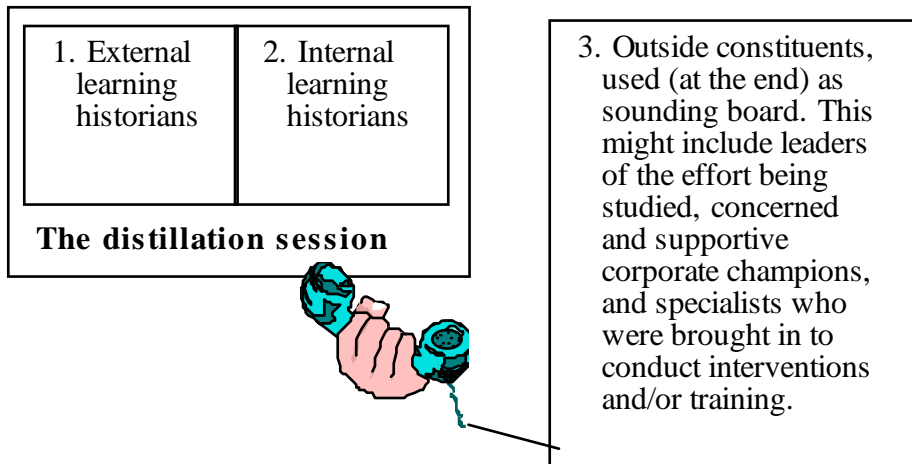 1. External
learning
historians
2. Internal
learning
historians
The distillation session
3. Outside constituents,
used (at the end) as
sounding board. This
might include leaders
of the effort being
studied, concerned
and supportive
corporate champions,
and specialists who
were brought in to
conduct interventions
and/or training.